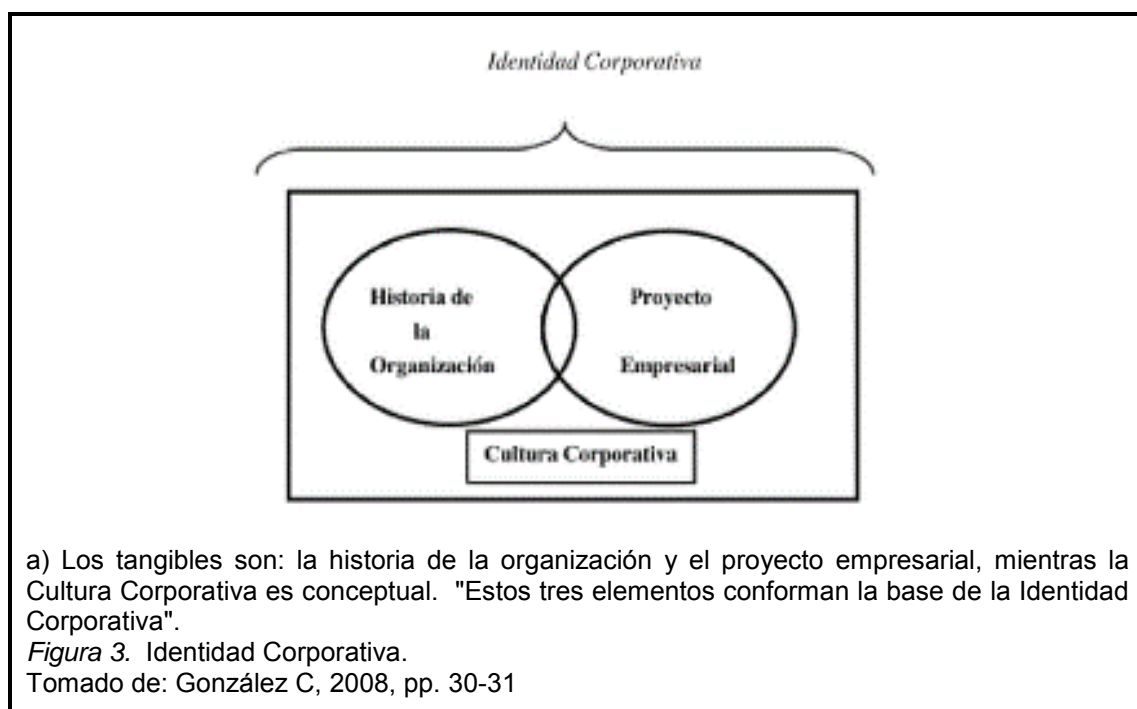 Identidad Corporativa
Historia de
la
Organización
Proyecto
Empresarial
Cultura Corporativa
a) Los tangibles son: la historia de la organización y el proyecto empresarial, mientras la
Cultura Corporativa es conceptual. "Estos tres elementos conforman la base de la Identidad
Corporativa".
Figura 3. Identidad Corporativa.
Tomado de: González C, 2008, pp. 30-31